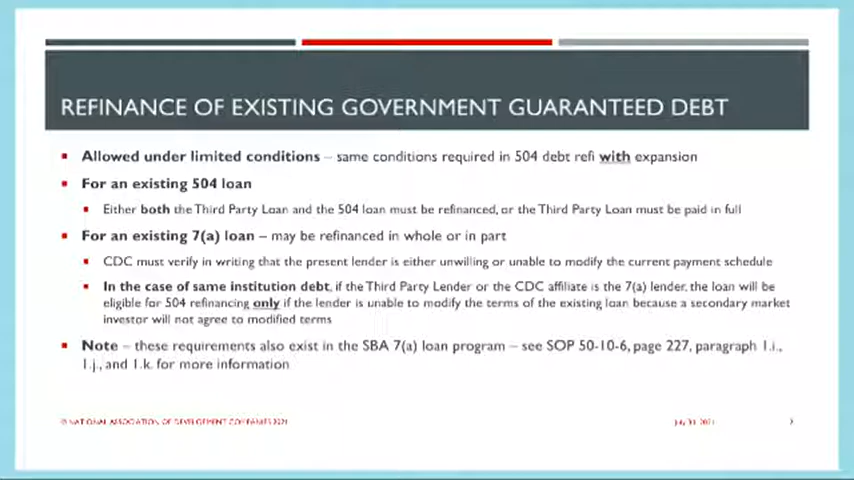 REFINANCE OF EXISTING GOVERNMENT GUARANTEED DEBT
Allowed under limited conditions – same conditions required in 504 debt refi with expansion
For an existing 504 loan
Either both the Third Party Loan and the 504 loan must be refinanced, or the Third Party Loan must be paid in full
For an existing 7(a) loan – may be refinanced in whole or in part
CDC must verify in writing that the present lender is either unwilling or unable to modify the current payment schedule
In the case of same institution debt, if the Third Party Lender or the CDC affiliate is the 7(a) lender, the loan will be
eligible for 504 refinancing only if the lender is unable to modify the terms of the existing loan because a secondary market
investor will not agree to modified terms
Note – these requirements also exist in the SBA 7(a) loan program – see SOP 50-10-6, page 227, paragraph 1.i.,
1.j., and 1.k. for more information
© NATIONAL ASSOCIATION OF DEVELOPMENT COMPANIES 2021
2021